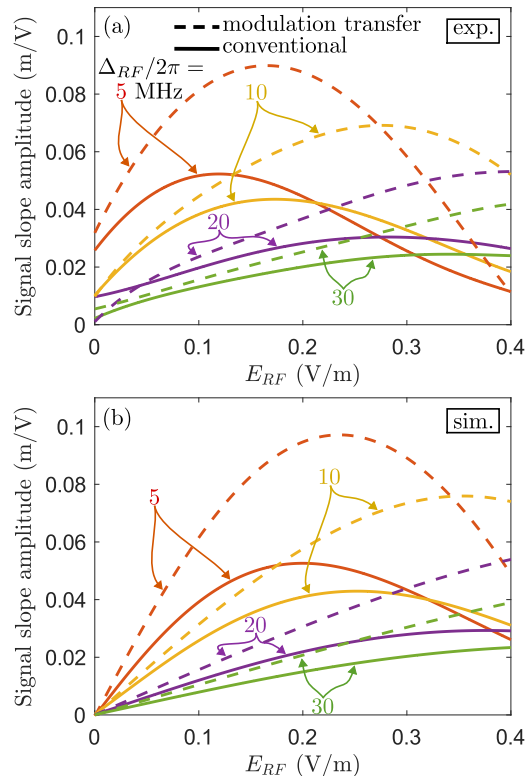 (a)
modulation transfer
conventional
exp.
Δ_RF/2π =
5 MHz
10
20
30
Signal slope amplitude (m/V)
0.1
0.08
0.06
0.04
0.02
0
0 0.1 0.2 0.3 0.4
E_RF (V/m)
(b)
sim.
5
10
20
30
Signal slope amplitude (m/V)
0.1
0.08
0.06
0.04
0.02
0
0 0.1 0.2 0.3 0.4
E_RF (V/m)